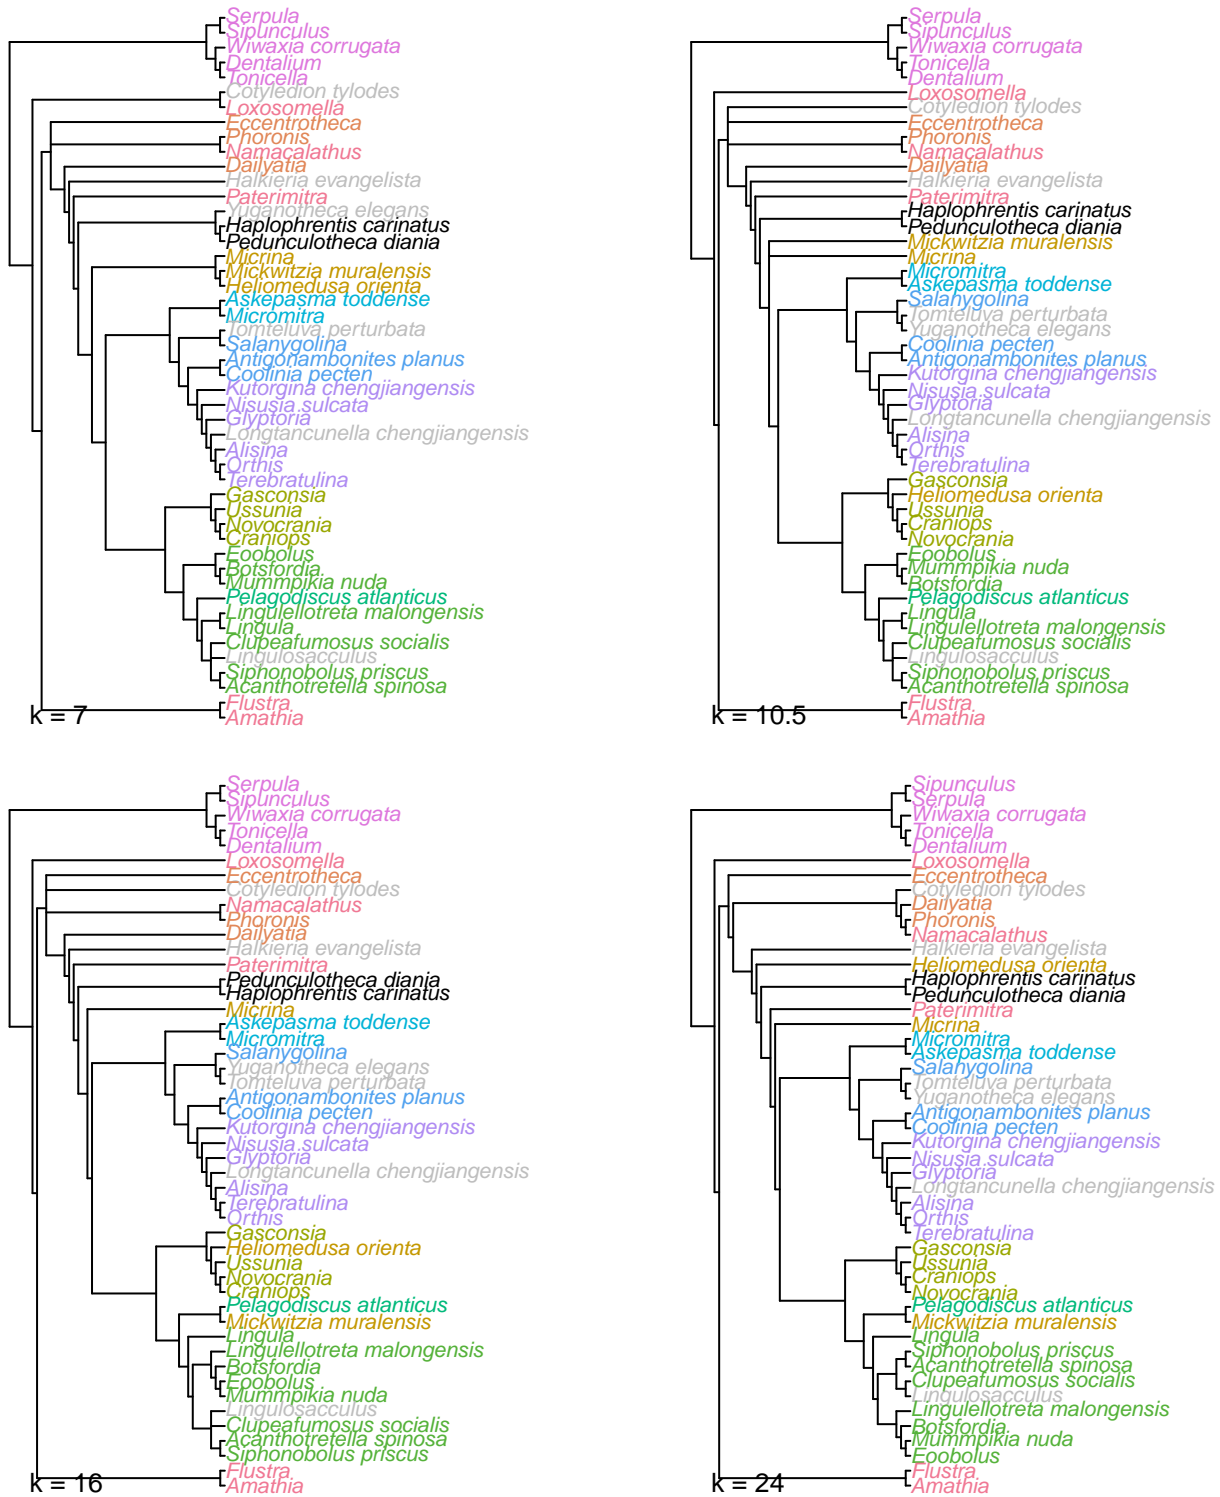 Serpula
Sipunculus
Wiwaxia corrugata
Dentalium
Tonicella
Cotyledion tylodes
Loxosomella
Eccentrotheca
Phoronis
Namacalathus
Dailyatia
Halkieria evangelista
Paterimitra
Yuganotheca elegans
Haplophrentis carinatus
Pedunculotheca diania
Micrina
Mickwitzia muralensis
Heliomedusa orienta
Askepasma toddense
Micromitra
Tomteluva perturbata
Salanygolina
Antigonambonites planus
Coolinia pecten
Kutorgina chengjiangensis
Nisusia sulcata
Glyptoria
Longtancunella chengjiangensis
Alisina
Orthis
Terebratulina
Gasconsia
Ussunia
Novocrania
Craniops
Eoobolus
Botsfordia
Mummpikia nuda
Pelagodiscus atlanticus
Lingulellotreta malongensis
Lingula
Clupeafumosus socialis
Lingulosacculus
Siphonobolus priscus
Acanthotretella spinosa
Flustra
Amathia
k = 7
Serpula
Sipunculus
Wiwaxia corrugata
Tonicella
Dentalium
Loxosomella
Cotyledion tylodes
Eccentrotheca
Phoronis
Namacalathus
Dailyatia
Halkieria evangelista
Paterimitra
Haplophrentis carinatus
Pedunculotheca diania
Mickwitzia muralensis
Micrina
Micromitra
Askepasma toddense
Salanygolina
Tomteluva perturbata
Yuganotheca elegans
Coolinia pecten
Antigonambonites planus
Kutorgina chengjiangensis
Nisusia sulcata
Glyptoria
Longtancunella chengjiangensis
Alisina
Orthis
Terebratulina
Gasconsia
Heliomedusa orienta
Ussunia
Craniops
Novocrania
Eoobolus
Mummpikia nuda
Botsfordia
Pelagodiscus atlanticus
Lingula
Lingulellotreta malongensis
Clupeafumosus socialis
Lingulosacculus
Siphonobolus priscus
Acanthotretella spinosa
Flustra
Amathia
k = 10.5
Serpula
Sipunculus
Wiwaxia corrugata
Tonicella
Dentalium
Loxosomella
Eccentrotheca
Cotyledion tylodes
Namacalathus
Phoronis
Dailyatia
Halkieria evangelista
Paterimitra
Pedunculotheca diania
Haplophrentis carinatus
Micrina
Askepasma toddense
Micromitra
Salanygolina
Yuganotheca elegans
Tomteluva perturbata
Antigonambonites planus
Coolinia pecten
Kutorgina chengjiangensis
Nisusia sulcata
Glyptoria
Longtancunella chengjiangensis
Alisina
Terebratulina
Orthis
Gasconsia
Heliomedusa orienta
Ussunia
Novocrania
Craniops
Pelagodiscus atlanticus
Mickwitzia muralensis
Lingula
Lingulellotreta malongensis
Botsfordia
Eoobolus
Mummpikia nuda
Lingulosacculus
Clupeafumosus socialis
Acanthotretella spinosa
Siphonobolus priscus
Flustra
Amathia
k = 16
Sipunculus
Serpula
Wiwaxia corrugata
Tonicella
Dentalium
Loxosomella
Eccentrotheca
Cotyledion tylodes
Dailyatia
Phoronis
Namacalathus
Halkieria evangelista
Heliomedusa orienta
Haplophrentis carinatus
Pedunculotheca diania
Paterimitra
Micrina
Micromitra
Askepasma toddense
Salanygolina
Tomteluva perturbata
Yuganotheca elegans
Antigonambonites planus
Coolinia pecten
Kutorgina chengjiangensis
Nisusia sulcata
Glyptoria
Longtancunella chengjiangensis
Alisina
Orthis
Terebratulina
Gasconsia
Ussunia
Craniops
Novocrania
Pelagodiscus atlanticus
Mickwitzia muralensis
Lingula
Siphonobolus priscus
Acanthotretella spinosa
Clupeafumosus socialis
Lingulosacculus
Lingulellotreta malongensis
Botsfordia
Mummpikia nuda
Eoobolus
Flustra
Amathia
k = 24